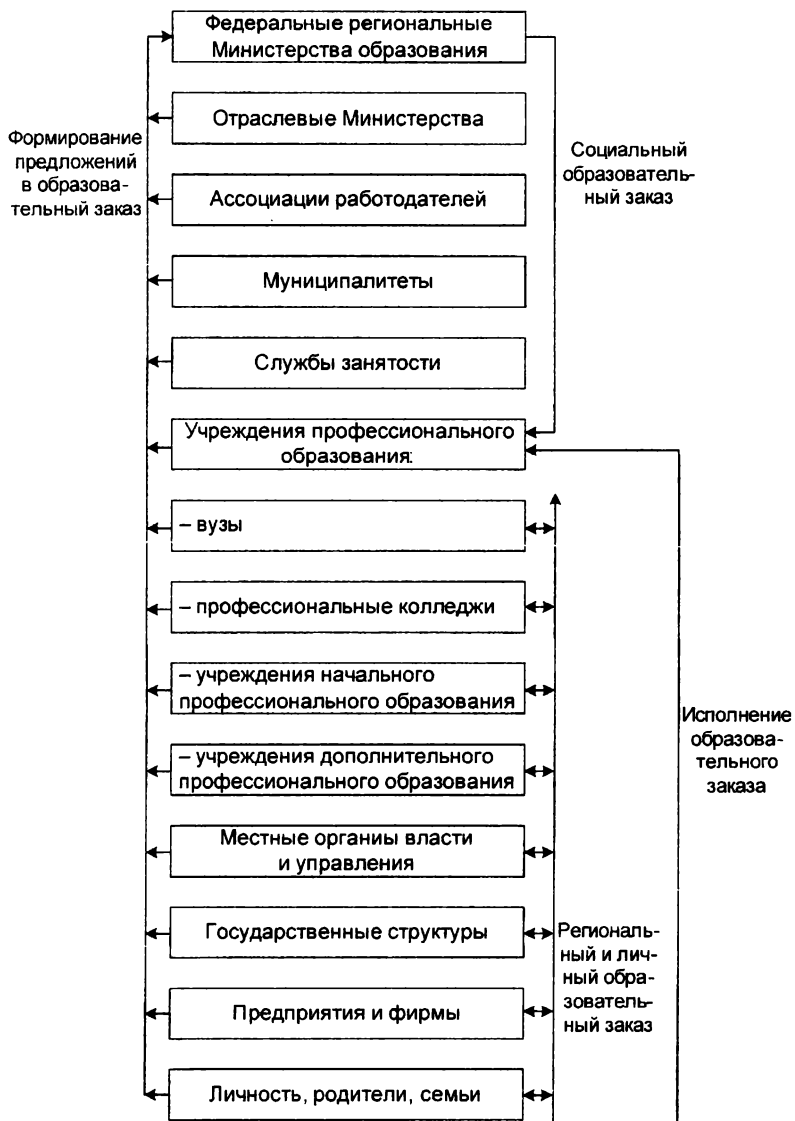 Федеральные региональные
Министерства образования
Отраслевые Министерства
Формирование
предложений
в образова-
тельный заказ
Социальный
образователь-
ный заказ
Ассоциации работодателей
Муниципалитеты
Службы занятости
Учреждения профессионального
образования:
– вузы
– профессиональные колледжи
– учреждения начального
профессионального образования
Исполнение
образова-
тельного
заказа
– учреждения дополнительного
профессионального образования
Местные органиы власти
и управления
Государственные структуры
Региональ-
ный и лич-
ный обра-
зователь-
ный заказ
Предприятия и фирмы
Личность, родители, семьи